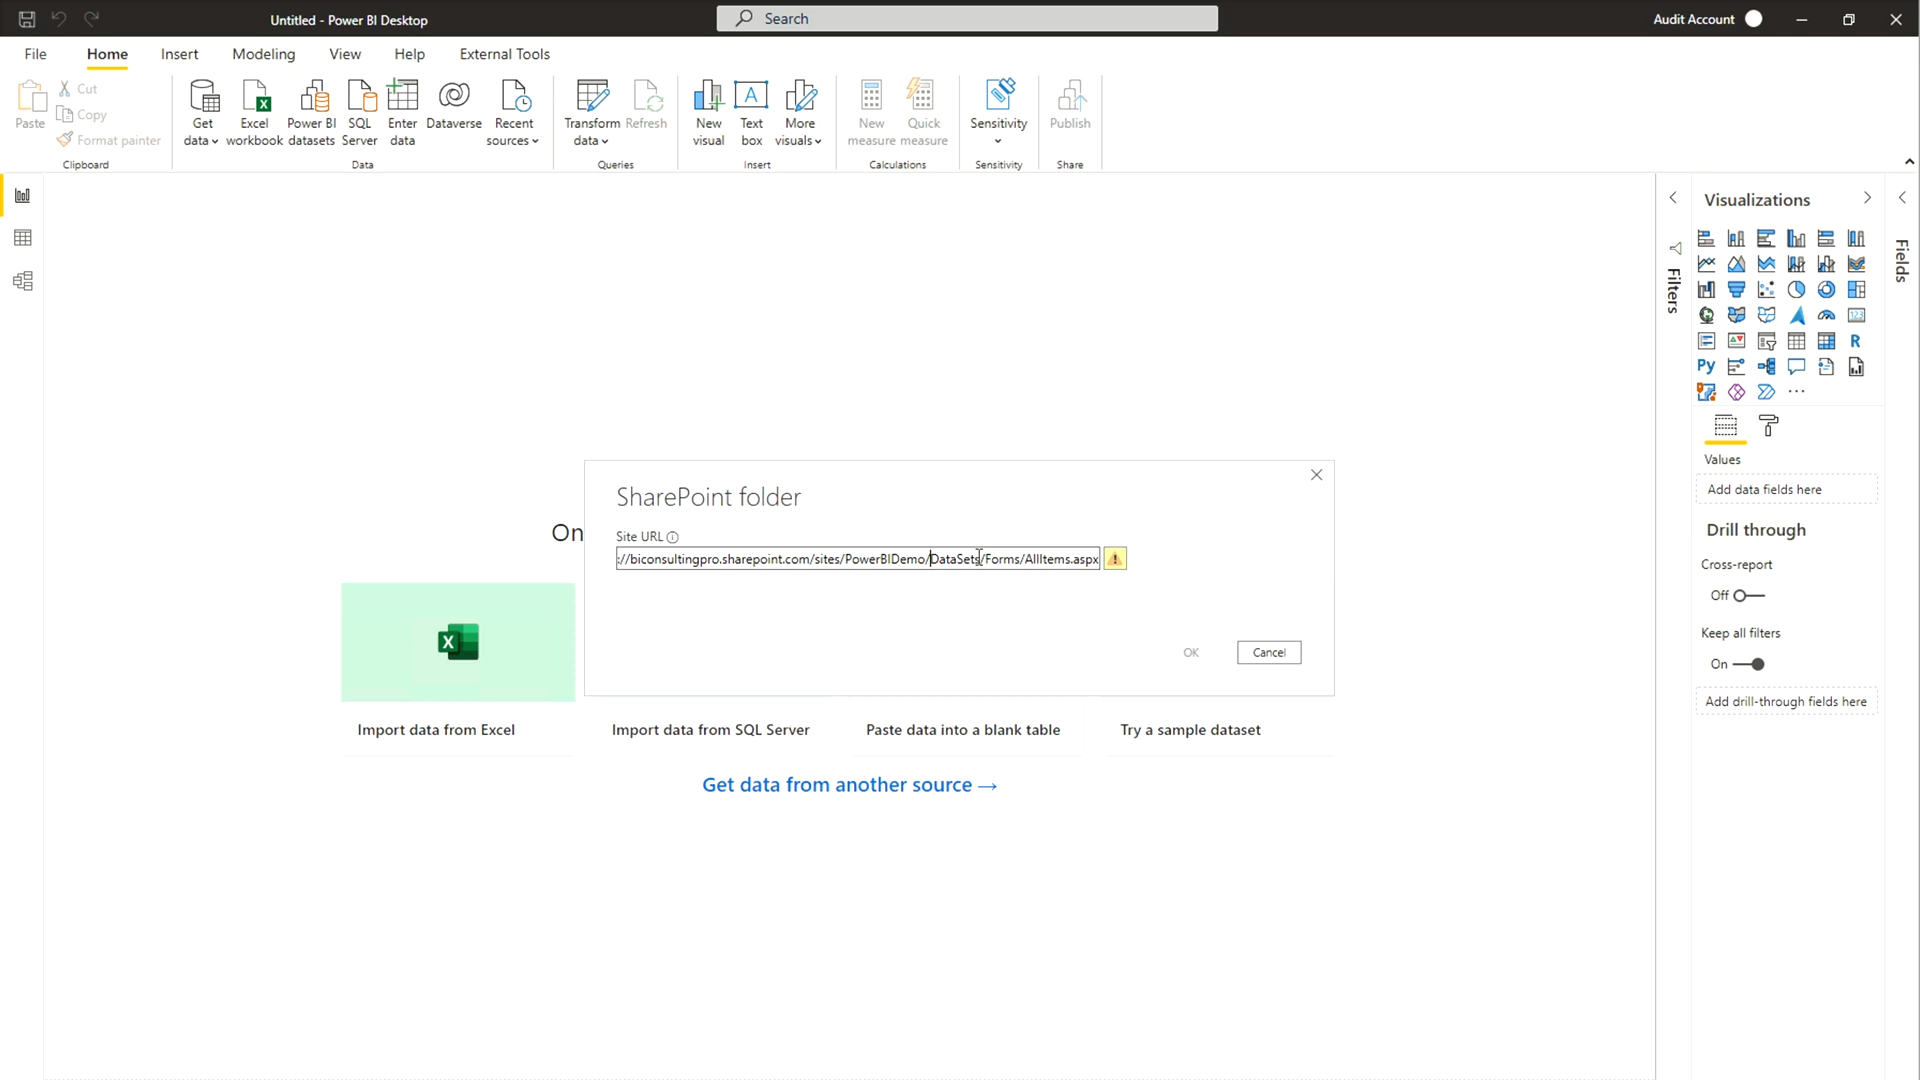 Untitled - Power BI Desktop
Search
Audit Account
File
Home
Insert
Modeling
View
Help
External Tools
Paste
Cut
Copy
Format painter
Clipboard
Get data
Excel workbook
Power BI datasets
SQL Server
Enter data
Dataverse
Recent sources
Data
Transform data
Refresh
Queries
New visual
Text box
More visuals
Insert
New measure
Quick measure
Calculations
Sensitivity
Sensitivity
Publish
Share
Filters
Visualizations
Fields
123
R
Py
Values
Add data fields here
Drill through
Cross-report
Off
Keep all filters
On
Add drill-through fields here
On
SharePoint folder
Site URL
://biconsultingpro.sharepoint.com/sites/PowerBIDemo/DataSets/Forms/AllItems.aspx
OK
Cancel
Import data from Excel
Import data from SQL Server
Paste data into a blank table
Try a sample dataset
Get data from another source →